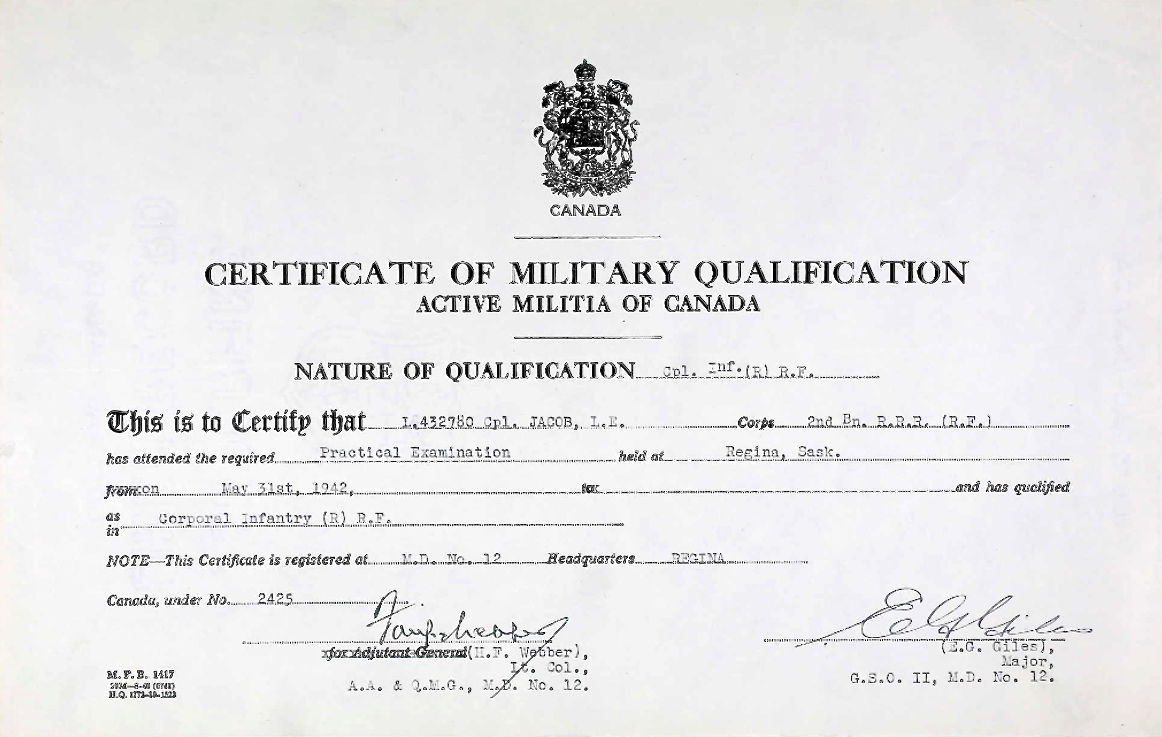 CANADA
CERTIFICATE OF MILITARY QUALIFICATION
ACTIVE MILITIA OF CANADA
NATURE OF QUALIFICATION Cpl. Inf.(R) R.F.
This is to Certify that L.432780 Cpl. JACOB, L.E. Corps 2nd Bn. R.R.R. (R.F.)
has attended the required Practical Examination held at Regina, Sask.
from on May 31st, 1942, to and has qualified
as Corporal Infantry (R) R.F.
in
NOTE—This Certificate is registered at M.D. No. 12 Headquarters REGINA
Canada, under No. 2425
E G Giles
for Adjutant General (H.F. Webber), (E.G. Giles),
Lt. Col., Major,
A.A. & Q.M.G., M.D. No. 12. G.S.O. II, M.D. No. 12.
M. F. B. 1417